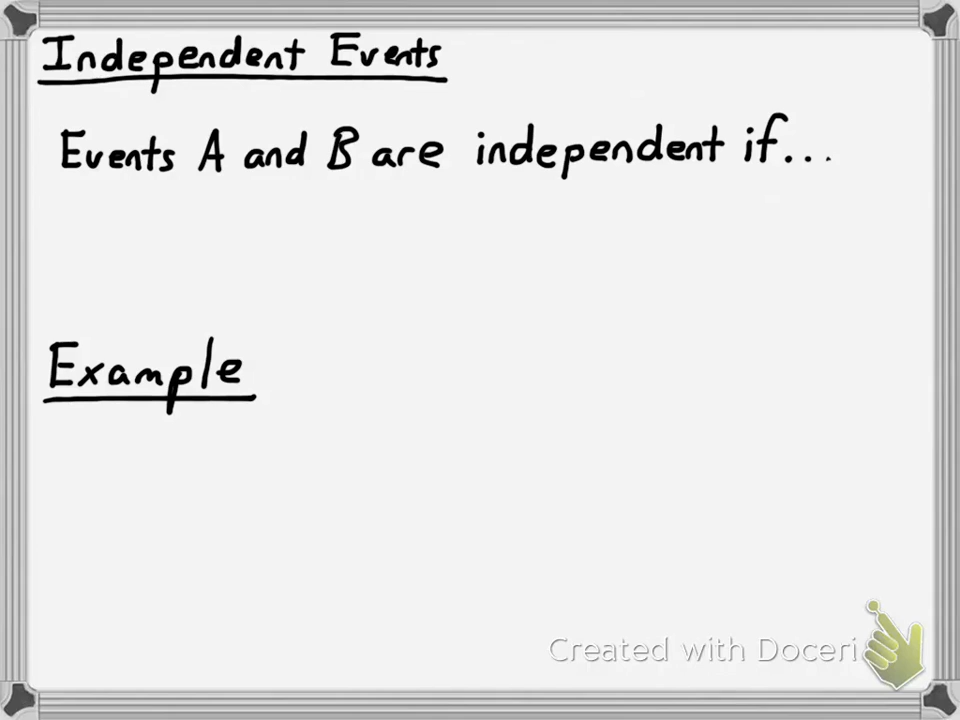 Independent Events
Events A and B are independent if...
Example
Created with Doceri